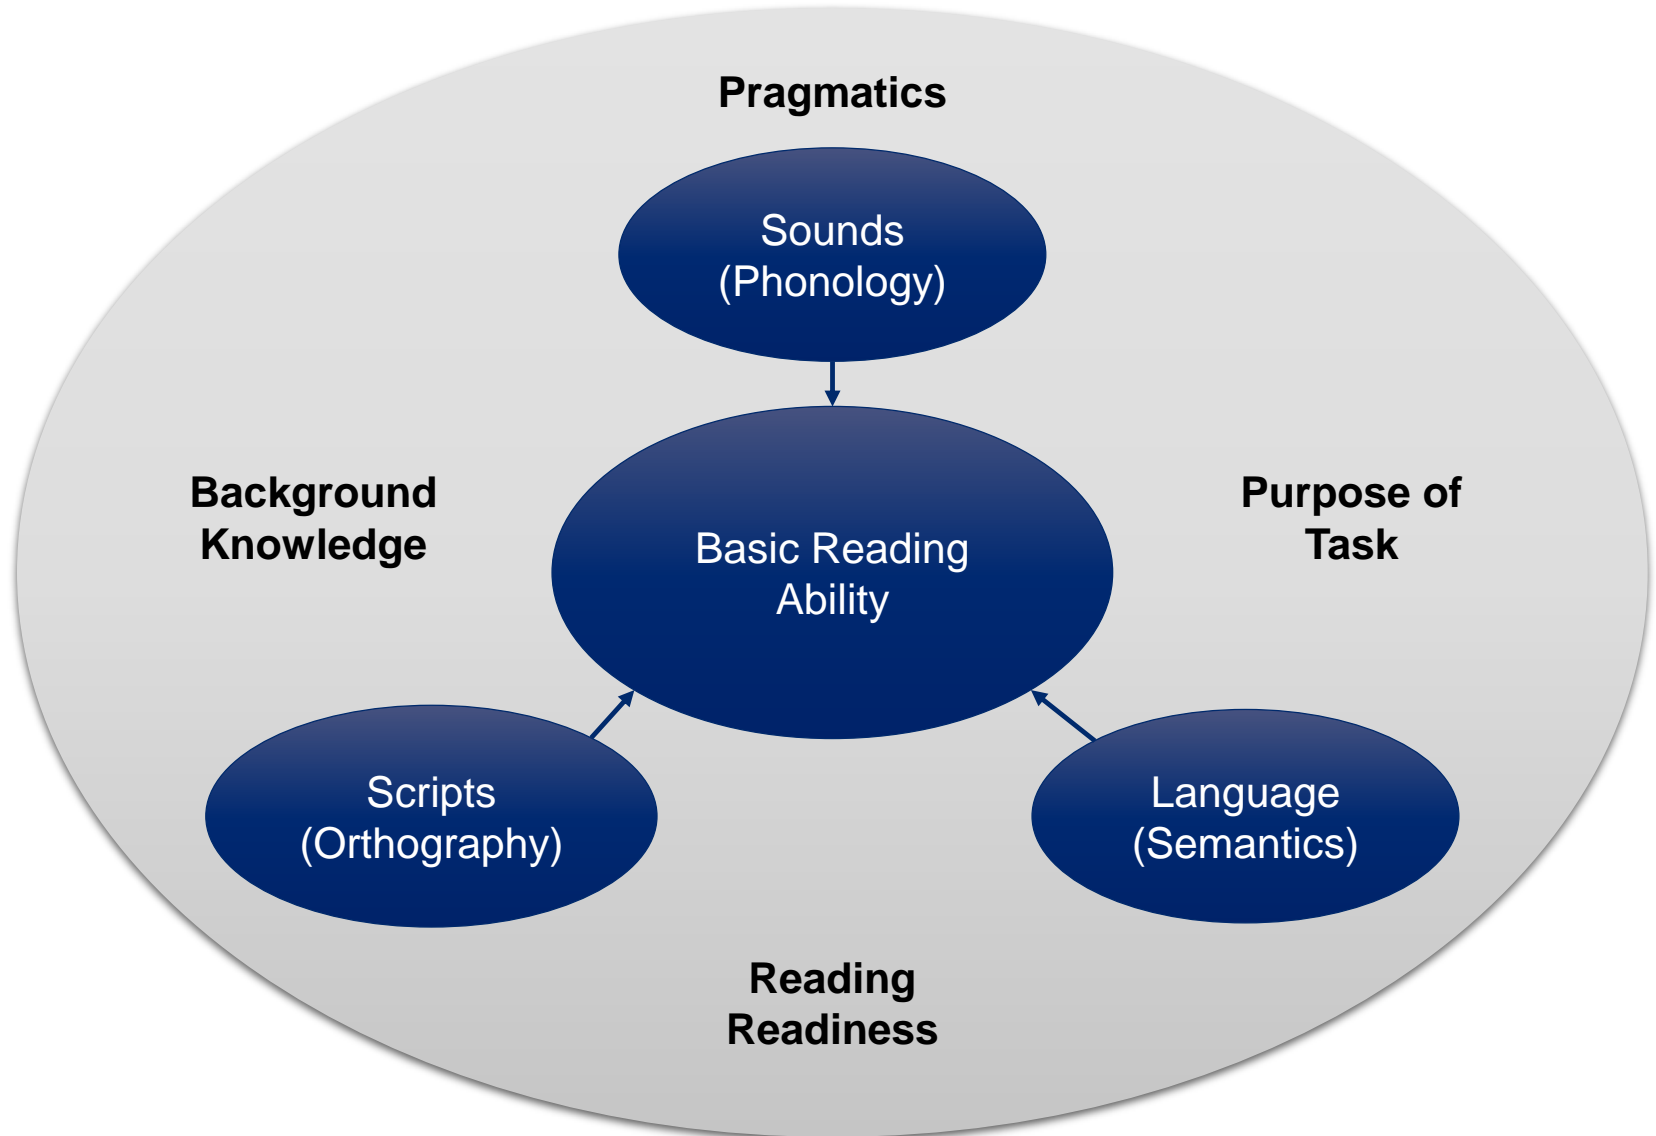 Pragmatics
Sounds
(Phonology)
Background
Knowledge
Purpose of
Task
Basic Reading
Ability
Scripts
(Orthography)
Language
(Semantics)
Reading
Readiness